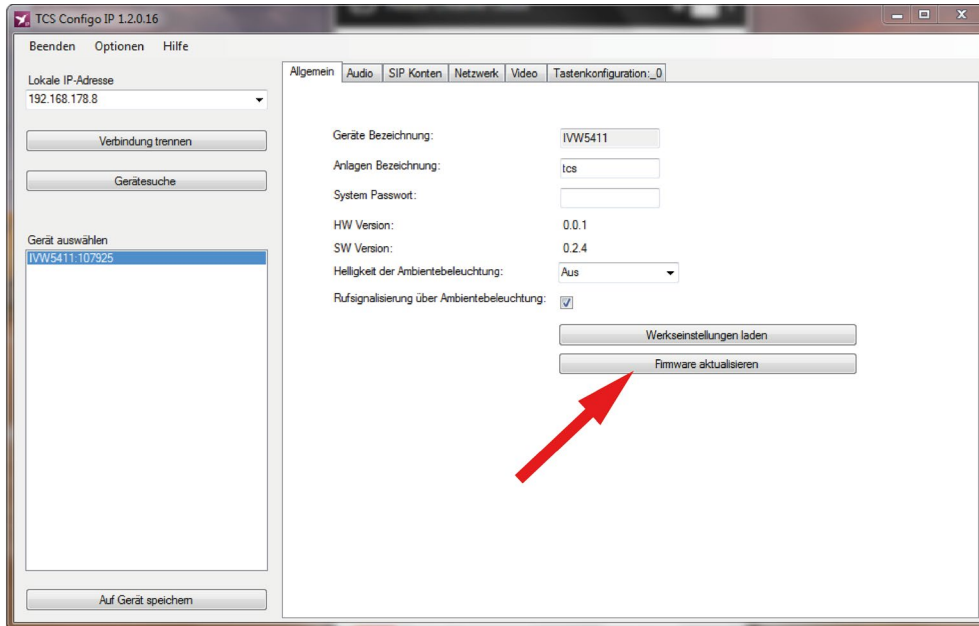 TCS Configo IP 1.2.0.16
Beenden Optionen Hilfe
Lokale IP-Adresse
192.168.178.8
Verbindung trennen
Gerätesuche
Gerät auswählen
IVW5411:107925
Auf Gerät speichern
Allgemein Audio SIP Konten Netzwerk Video Tastenkonfiguration:_0
Geräte Bezeichnung: IVW5411
Anlagen Bezeichnung: tcs
System Passwort:
HW Version: 0.0.1
SW Version: 0.2.4
Helligkeit der Ambientebeleuchtung: Aus
Rufsignalisierung über Ambientebeleuchtung:
Werkseinstellungen laden
Firmware aktualisieren